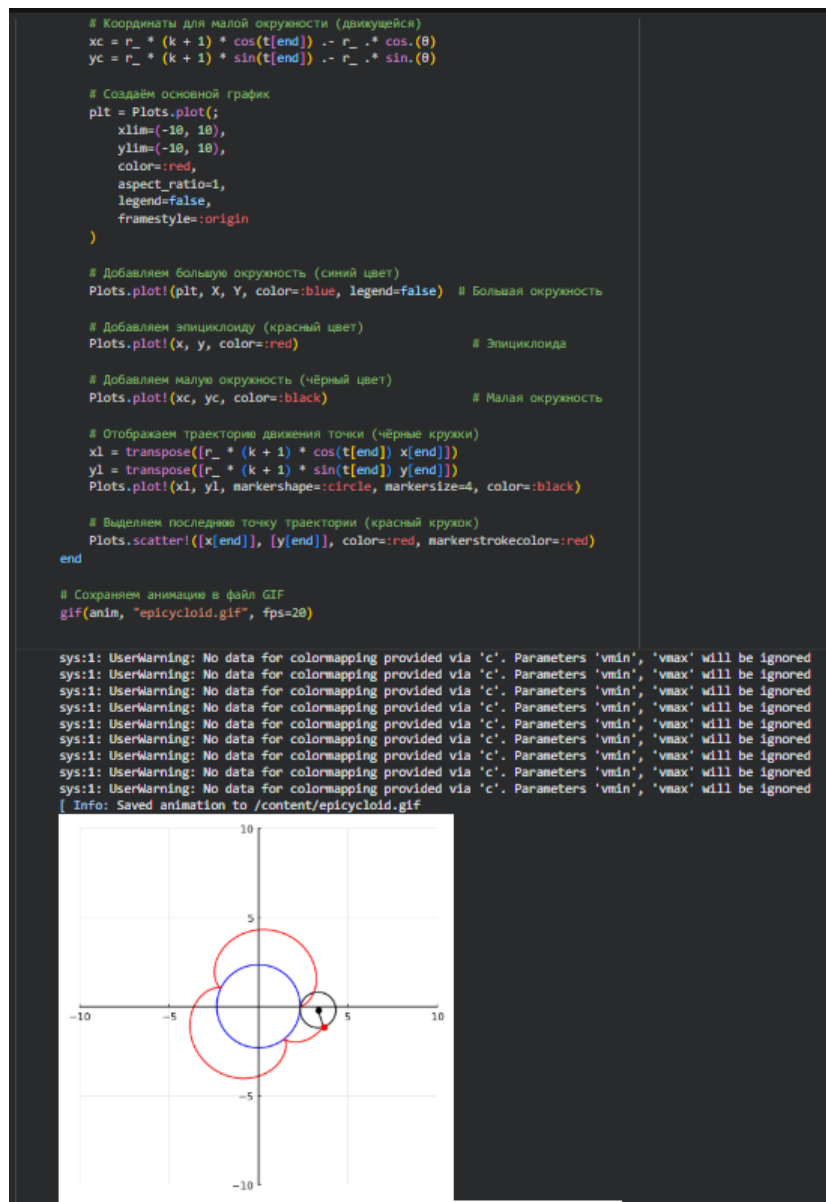 # Координаты для малой окружности (движущейся)
xc = r_ * (k + 1) * cos(t[end]) .- r_ .* cos.(θ)
yc = r_ * (k + 1) * sin(t[end]) .- r_ .* sin.(θ)
# Создаём основной график
plt = Plots.plot(;
xlim=(-10, 10),
ylim=(-10, 10),
color=:red,
aspect_ratio=1,
legend=false,
framestyle=:origin
)
# Добавляем большую окружность (синий цвет)
Plots.plot!(plt, X, Y, color=:blue, legend=false)  # Большая окружность
# Добавляем эпициклоиду (красный цвет)
Plots.plot!(x, y, color=:red)  # Эпициклоида
# Добавляем малую окружность (чёрный цвет)
Plots.plot!(xc, yc, color=:black)  # Малая окружность
# Отображаем траекторию движения точки (чёрные кружки)
xl = transpose([r_ * (k + 1) * cos(t[end]) x[end]])
yl = transpose([r_ * (k + 1) * sin(t[end]) y[end]])
Plots.plot!(xl, yl, markershape=:circle, markersize=4, color=:black)
# Выделяем последнюю точку траектории (красный кружок)
Plots.scatter!([x[end]], [y[end]], color=:red, markerstrokecolor=:red)
end
# Сохраняем анимацию в файл GIF
gif(anim, "epicycloid.gif", fps=20)
sys:1: UserWarning: No data for colormapping provided via 'c'. Parameters 'vmin', 'vmax' will be ignored
sys:1: UserWarning: No data for colormapping provided via 'c'. Parameters 'vmin', 'vmax' will be ignored
sys:1: UserWarning: No data for colormapping provided via 'c'. Parameters 'vmin', 'vmax' will be ignored
sys:1: UserWarning: No data for colormapping provided via 'c'. Parameters 'vmin', 'vmax' will be ignored
sys:1: UserWarning: No data for colormapping provided via 'c'. Parameters 'vmin', 'vmax' will be ignored
sys:1: UserWarning: No data for colormapping provided via 'c'. Parameters 'vmin', 'vmax' will be ignored
sys:1: UserWarning: No data for colormapping provided via 'c'. Parameters 'vmin', 'vmax' will be ignored
sys:1: UserWarning: No data for colormapping provided via 'c'. Parameters 'vmin', 'vmax' will be ignored
sys:1: UserWarning: No data for colormapping provided via 'c'. Parameters 'vmin', 'vmax' will be ignored
[ Info: Saved animation to /content/epicycloid.gif
10
5
-10 -5 5 10
-5
-10